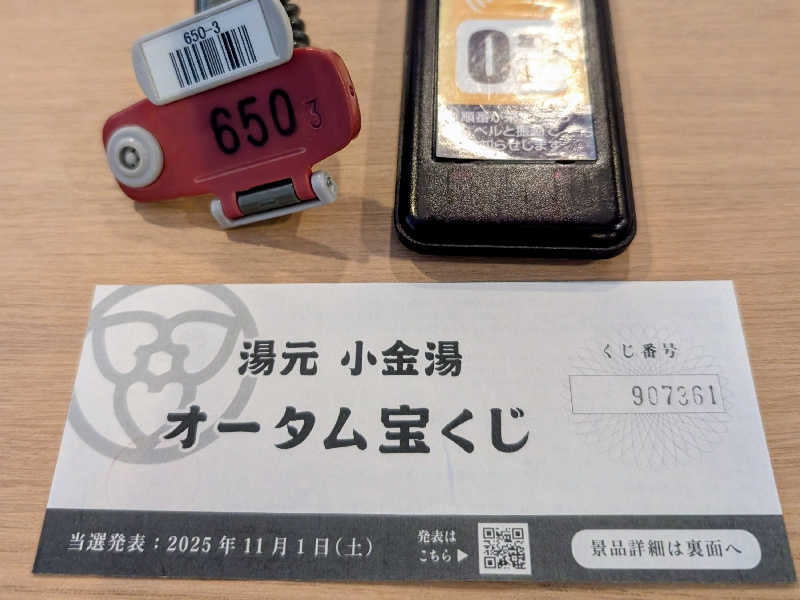 650-3
650 3
湯元 小金湯
オータム宝くじ
くじ番号
907361
当選発表：2025年11月1日(土)
発表は
こちら▶
景品詳細は裏面へ